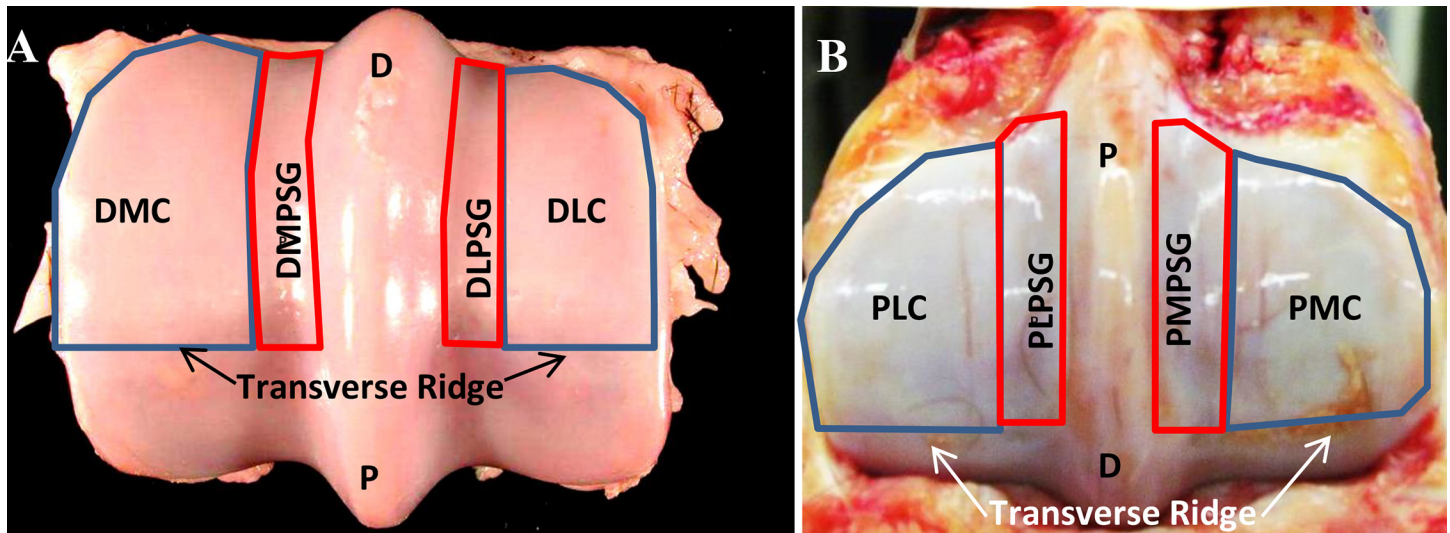 A
D
DMC
DMPSG
DLPSG
DLC
Transverse Ridge
P
B
P
PLC
PLPSG
PMPSG
PMC
D
Transverse Ridge